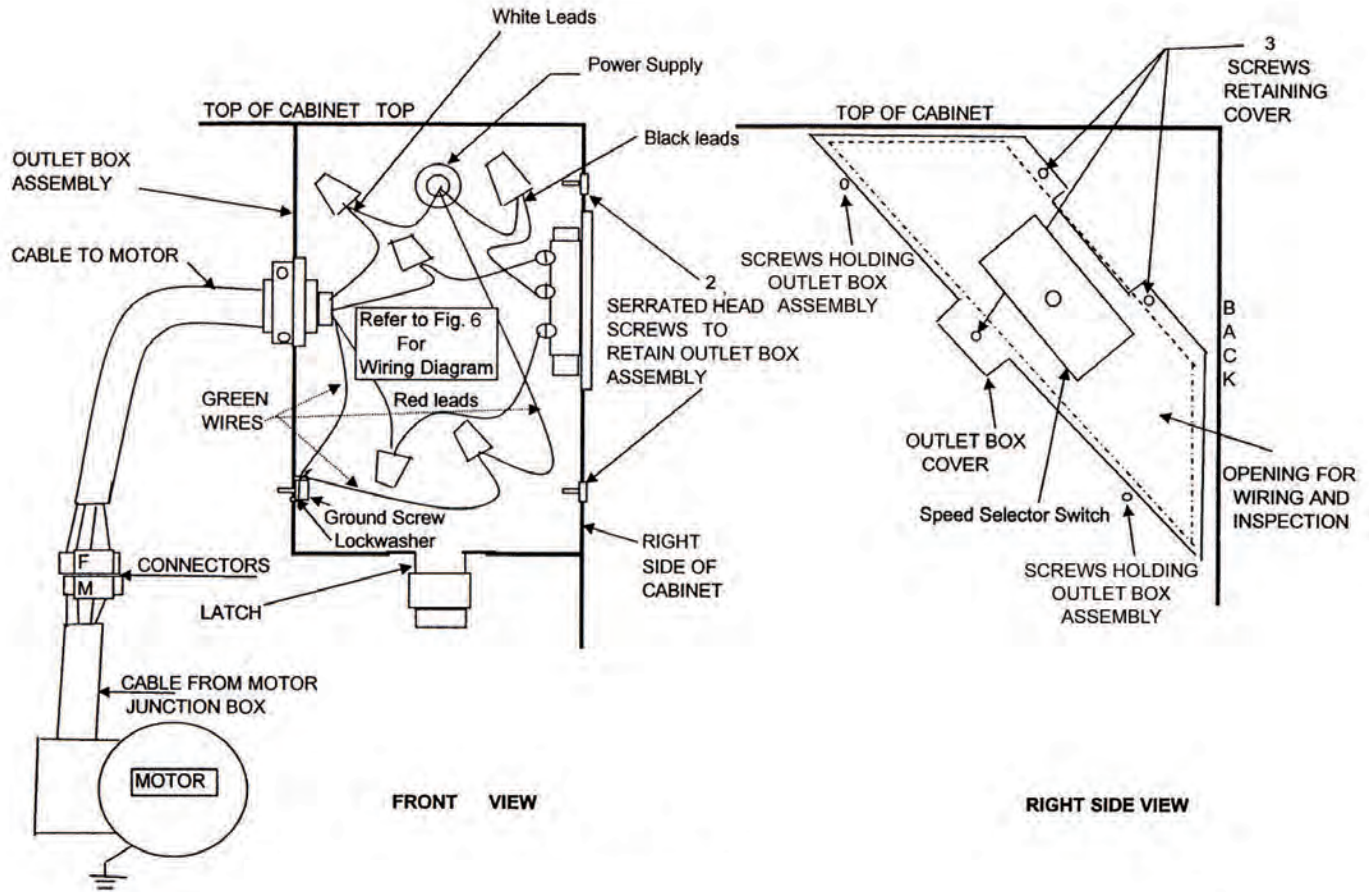 White Leads
Power Supply
TOP OF CABINET TOP
Black leads
OUTLET BOX
ASSEMBLY
CABLE TO MOTOR
2
SERRATED HEAD
SCREWS TO
RETAIN OUTLET BOX
ASSEMBLY
Refer to Fig. 6
For
Wiring Diagram
GREEN
WIRES
Red leads
Ground Screw
Lockwasher
F
M
CONNECTORS
LATCH
RIGHT
SIDE OF
CABINET
CABLE FROM MOTOR
JUNCTION BOX
MOTOR
FRONT VIEW
3
SCREWS
RETAINING
COVER
TOP OF CABINET
SCREWS HOLDING
OUTLET BOX
ASSEMBLY
B
A
C
K
OUTLET BOX
COVER
Speed Selector Switch
OPENING FOR
WIRING AND
INSPECTION
SCREWS HOLDING
OUTLET BOX
ASSEMBLY
RIGHT SIDE VIEW